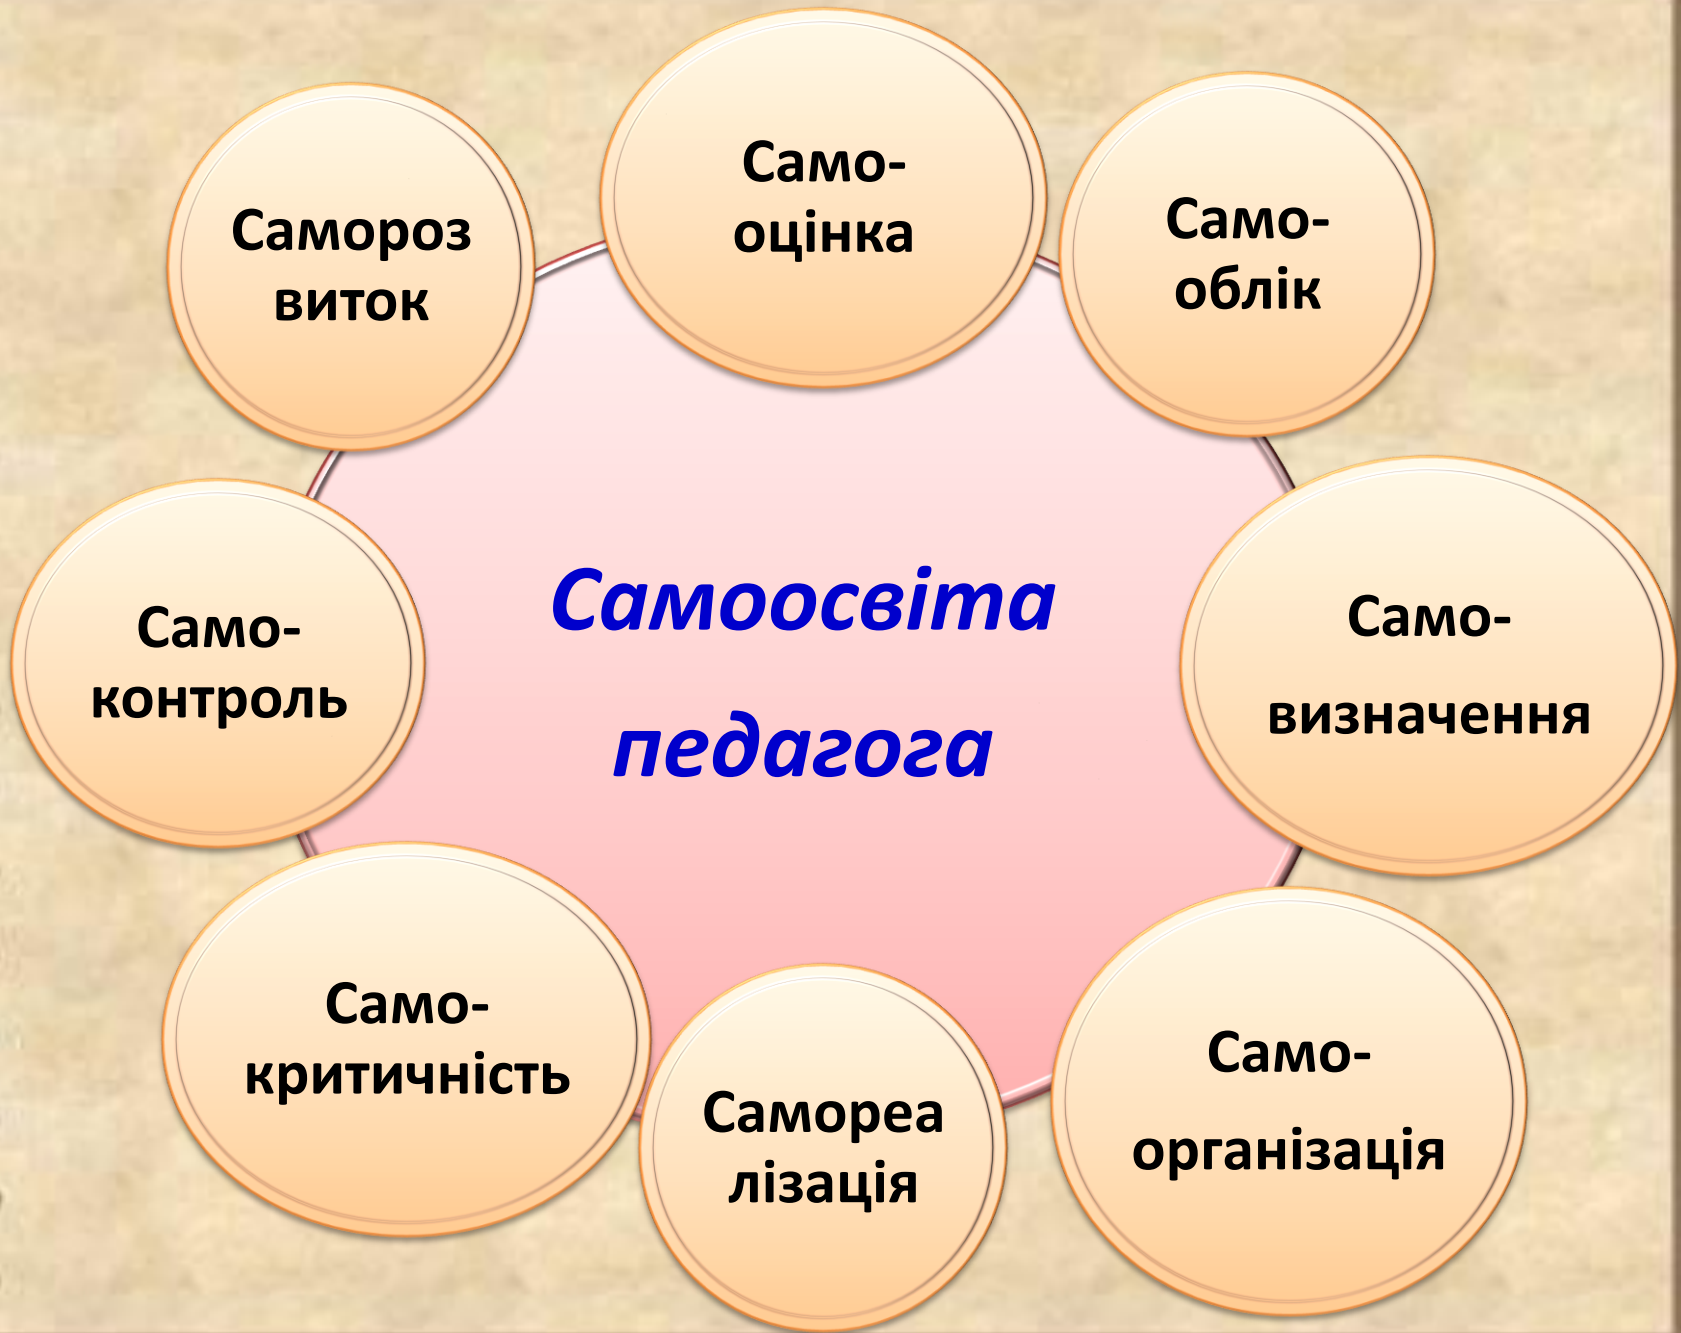 Само-
оцінка
Само-
облік
Самороз
виток
Само-
контроль
Самоосвіта
педагога
Само-
визначення
Само-
критичність
Самореа
лізація
Само-
організація